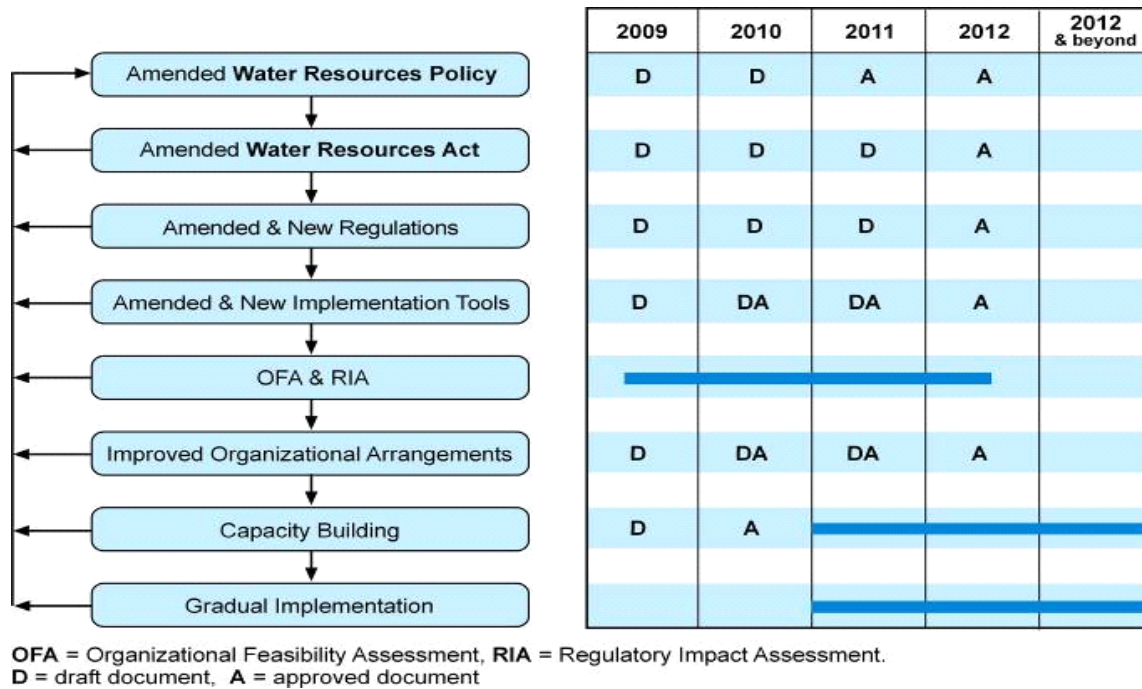 2009 2010 2011 2012 2012 & beyond
Amended Water Resources Policy D D A A
Amended Water Resources Act D D D A
Amended & New Regulations D D D A
Amended & New Implementation Tools D DA DA A
OFA & RIA
Improved Organizational Arrangements D DA DA A
Capacity Building D A
Gradual Implementation
OFA = Organizational Feasibility Assessment, RIA = Regulatory Impact Assessment.
D = draft document, A = approved document